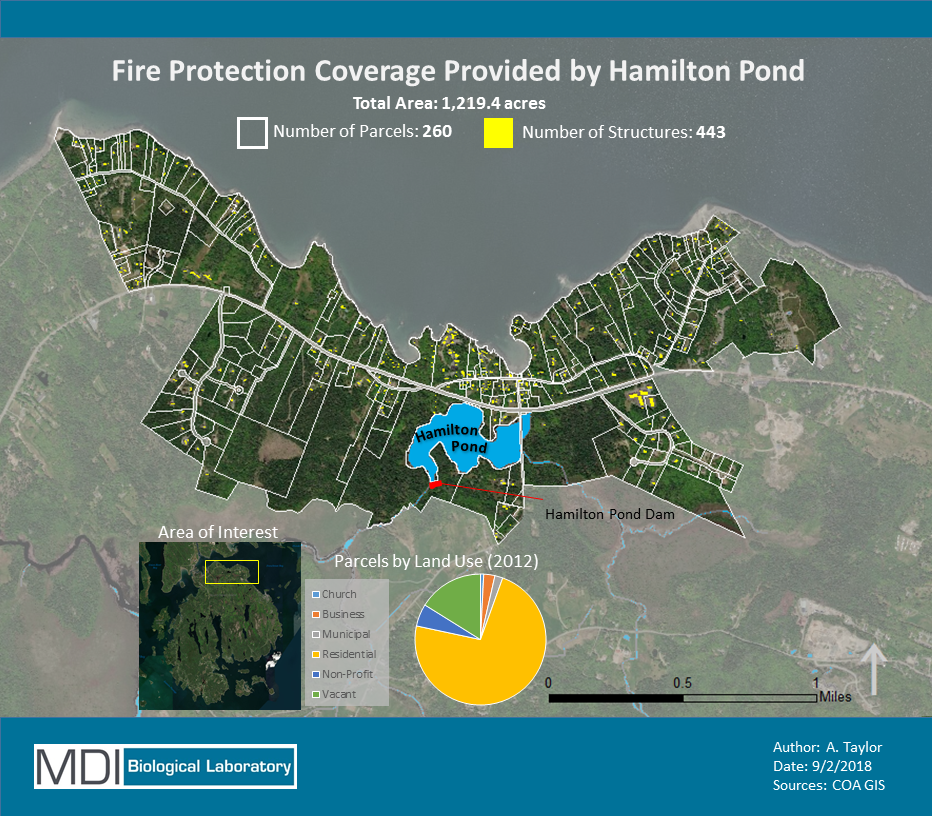 Fire Protection Coverage Provided by Hamilton Pond
Total Area: 1,219.4 acres
Number of Parcels: 260
Number of Structures: 443
Hamilton
Pond
Hamilton Pond Dam
Area of Interest
Parcels by Land Use (2012)
Church
Business
Municipal
Residential
Non-Profit
Vacant
0 0.5 1
Miles
MDI Biological Laboratory
Author: A. Taylor
Date: 9/2/2018
Sources: COA GIS